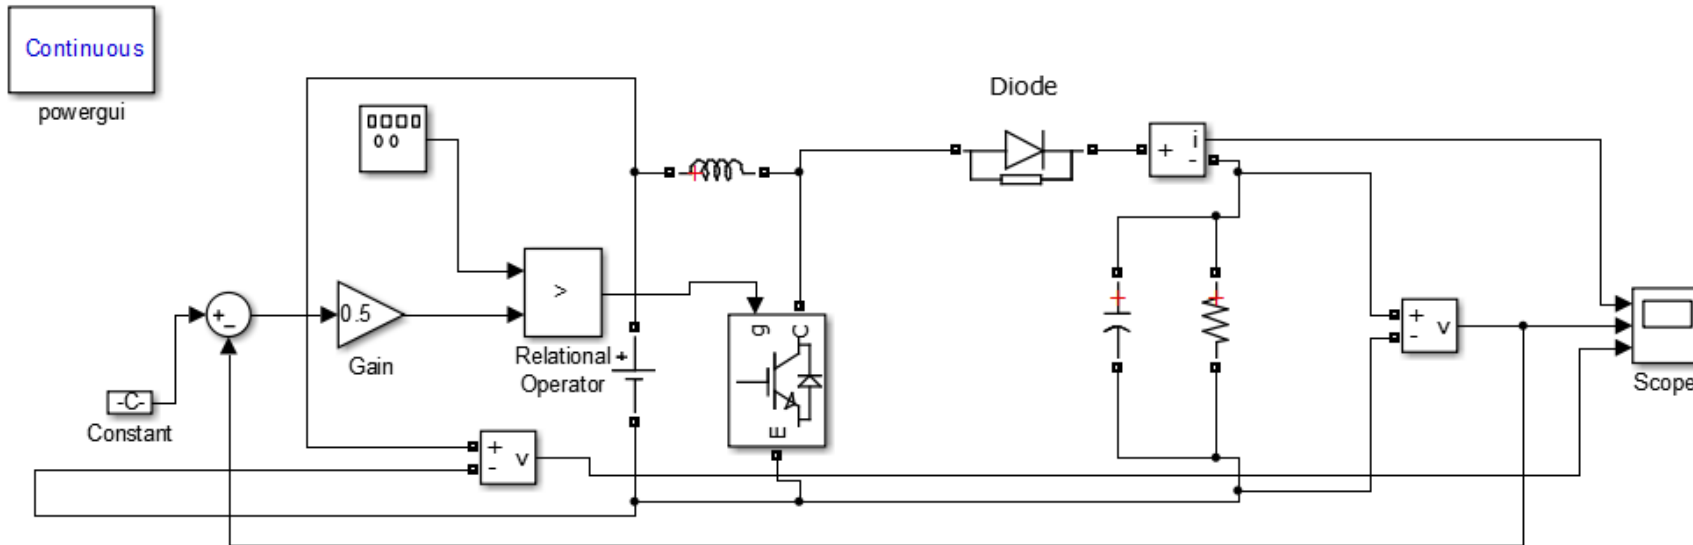 Continuous
powergui
Diode
i
+
-
+
-
0.5
Gain
>
Relational
Operator
+
g
C
E
-C-
Constant
+
-
v
+
-
v
Scope